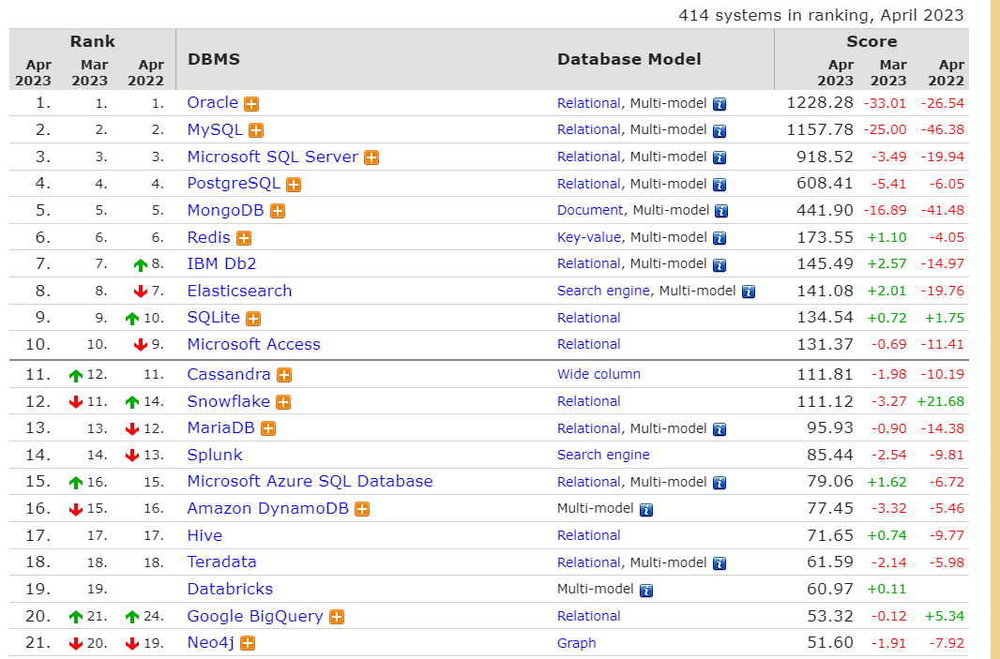 414 systems in ranking, April 2023
Rank DBMS Database Model Score
Apr 2023 Mar 2023 Apr 2022 Apr 2023 Mar 2023 Apr 2022
1. 1. 1. Oracle Relational, Multi-model 1228.28 -33.01 -26.54
2. 2. 2. MySQL Relational, Multi-model 1157.78 -25.00 -46.38
3. 3. 3. Microsoft SQL Server Relational, Multi-model 918.52 -3.49 -19.94
4. 4. 4. PostgreSQL Relational, Multi-model 608.41 -5.41 -6.05
5. 5. 5. MongoDB Document, Multi-model 441.90 -16.89 -41.48
6. 6. 6. Redis Key-value, Multi-model 173.55 +1.10 -4.05
7. 7. 8. IBM Db2 Relational, Multi-model 145.49 +2.57 -14.97
8. 8. 7. Elasticsearch Search engine, Multi-model 141.08 +2.01 -19.76
9. 9. 10. SQLite Relational 134.54 +0.72 +1.75
10. 10. 9. Microsoft Access Relational 131.37 -0.69 -11.41
11. 12. 11. Cassandra Wide column 111.81 -1.98 -10.19
12. 11. 14. Snowflake Relational 111.12 -3.27 +21.68
13. 13. 12. MariaDB Relational, Multi-model 95.93 -0.90 -14.38
14. 14. 13. Splunk Search engine 85.44 -2.54 -9.81
15. 16. 15. Microsoft Azure SQL Database Relational, Multi-model 79.06 +1.62 -6.72
16. 15. 16. Amazon DynamoDB Multi-model 77.45 -3.32 -5.46
17. 17. 17. Hive Relational 71.65 +0.74 -9.77
18. 18. 18. Teradata Relational, Multi-model 61.59 -2.14 -5.98
19. 19. Databricks Multi-model 60.97 +0.11
20. 21. 24. Google BigQuery Relational 53.32 -0.12 +5.34
21. 20. 19. Neo4j Graph 51.60 -1.91 -7.92